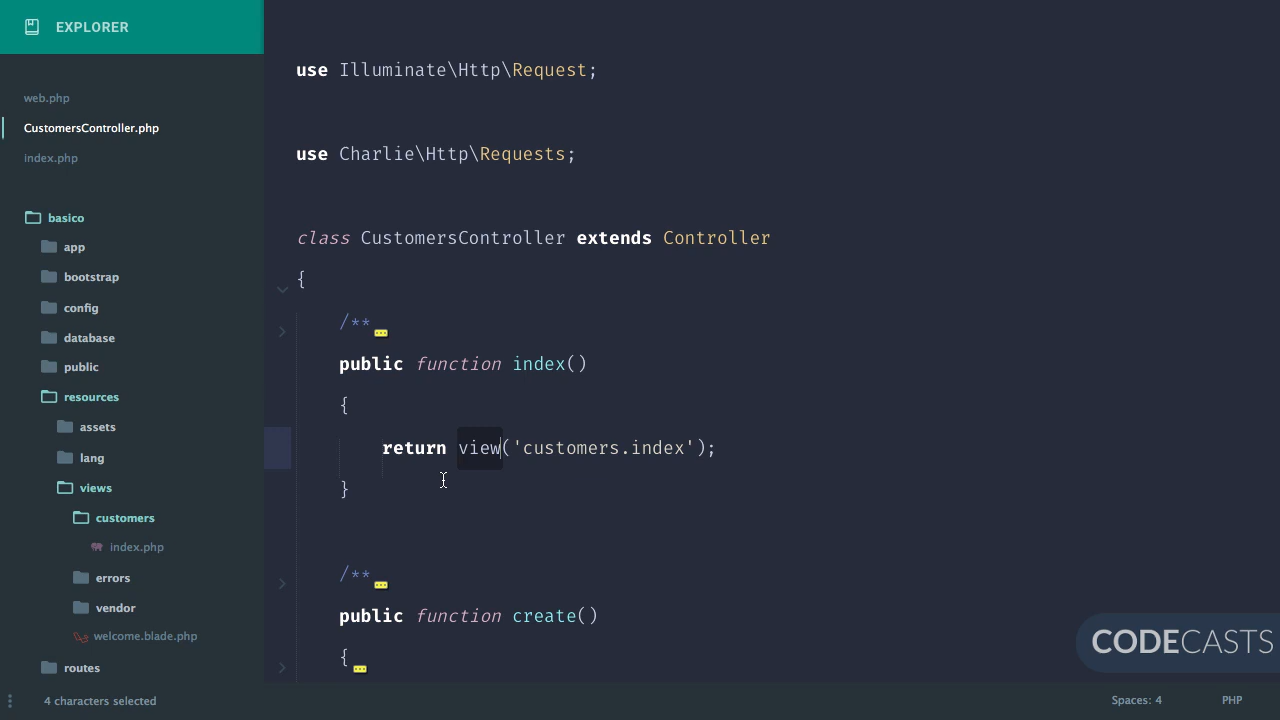 EXPLORER
web.php
CustomersController.php
index.php
basico
app
bootstrap
config
database
public
resources
assets
lang
views
customers
index.php
errors
vendor
welcome.blade.php
routes
use Illuminate\Http\Request;
use Charlie\Http\Requests;
class CustomersController extends Controller
{
/**
public function index()
{
return view('customers.index');
}
/**
public function create()
{
CODECASTS
4 characters selected
Spaces: 4
PHP